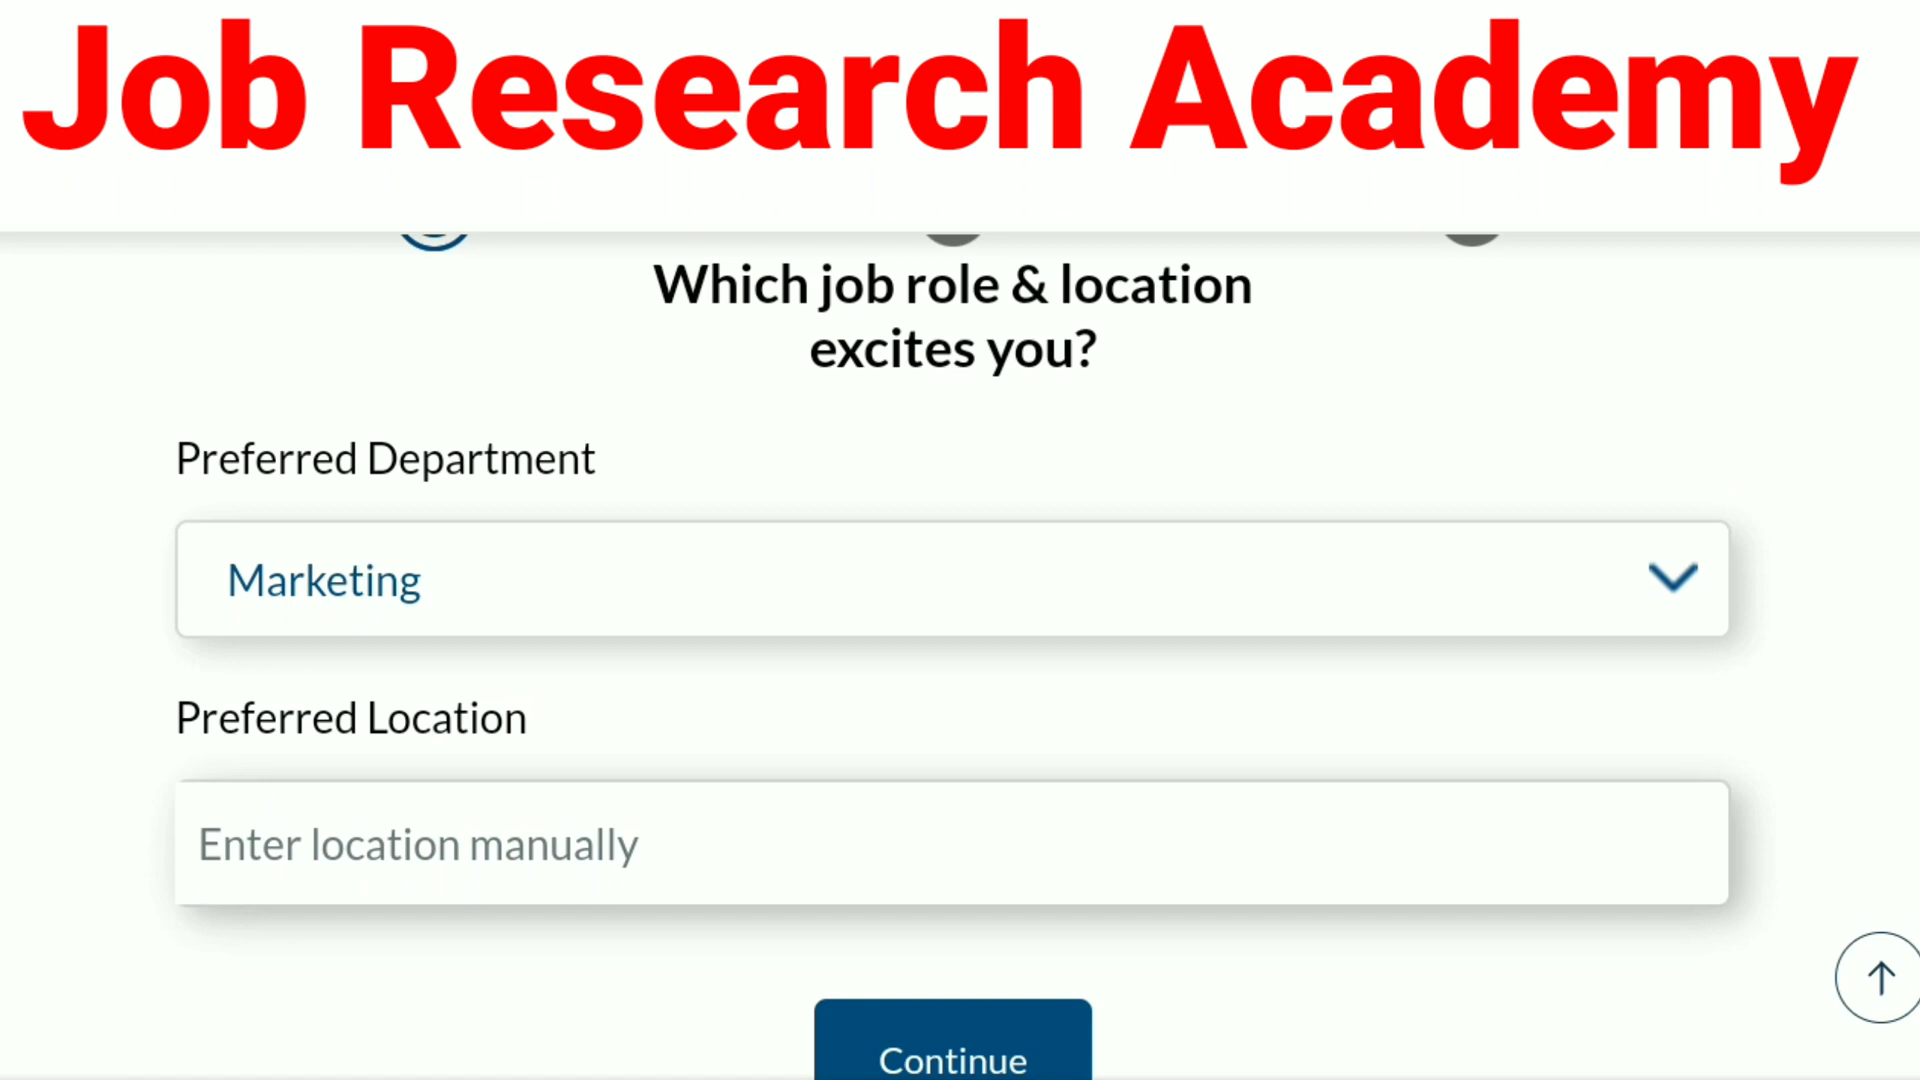 Job Research Academy
Which job role & location
excites you?
Preferred Department
Marketing
Preferred Location
Enter location manually
Continue